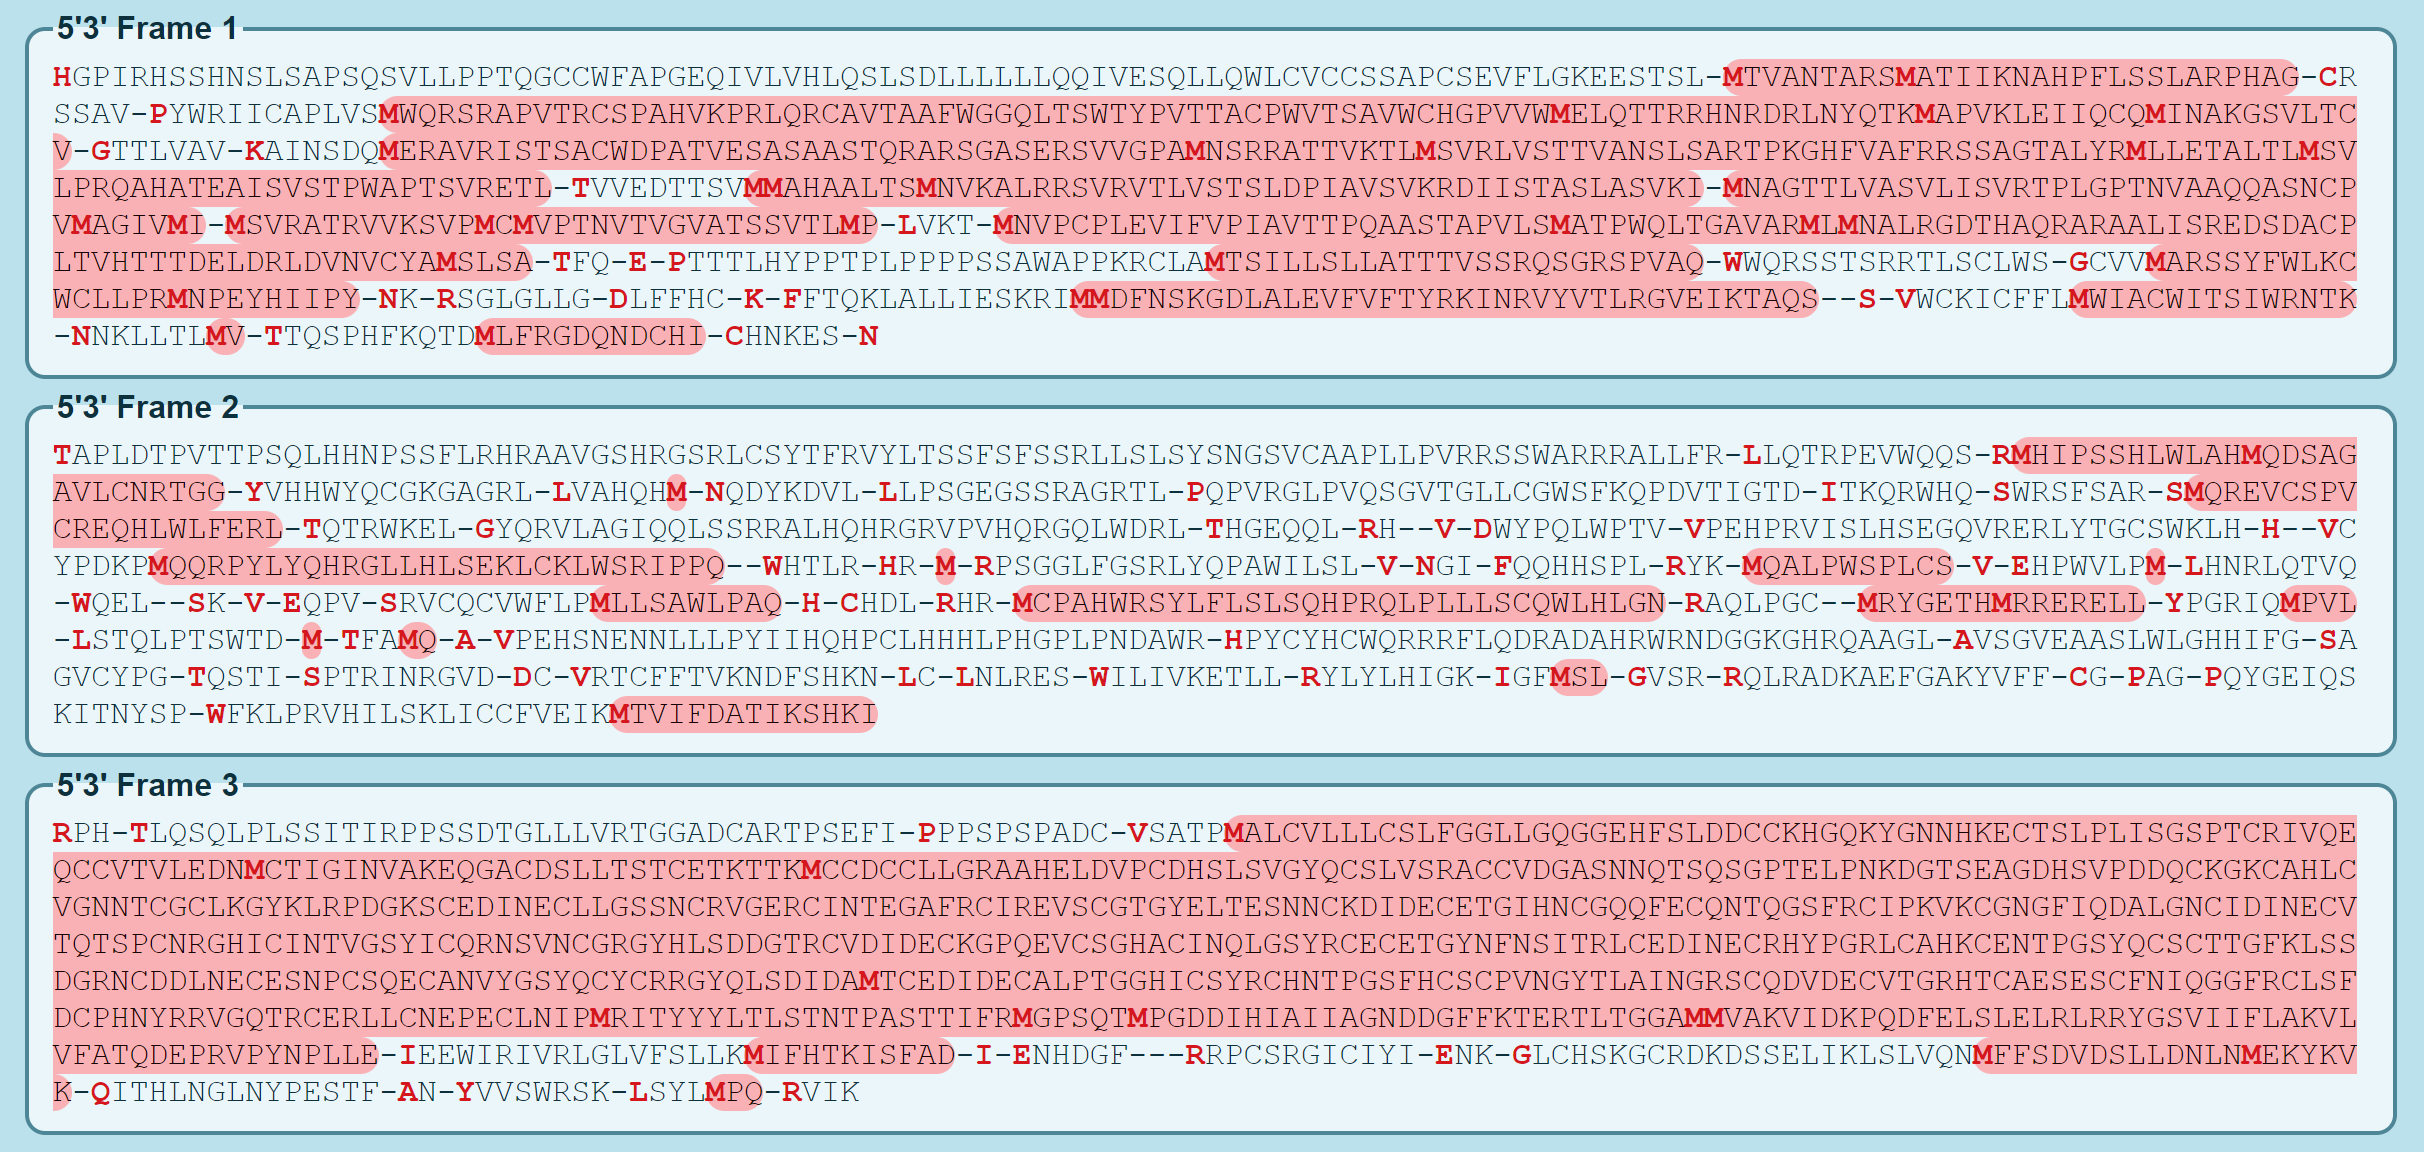 5'3' Frame 1
HGPIRHSSHNSLSAPSQSVLLPPTQGCCWFAPGEQIVLVHLQSLSDLLLLLLQQIVESQLLQWLCVCCSSAPCSEVFLGKEESTSL-MTVANTARSMATIIKNAHPFLSSLARPHAG-CR
SSAV-PYWRIICAPLVSMWQRSRAPVTRCSPAHVKPRLQRCAVTAAFWGGQLTSWTYPVTTACPWVTSAVWCHGPVVWMELQTTRRHNRDRLNYQTKMAPVKLEIIQCQMINAKGSVLTC
V-GTTLVAV-KAINSDQMERAVRISTSACWDPATVESASAASTQRARSGASERSVVGPAMNSRRATTVKTLMSVRLVSTTVANSLSARTPKGHFVAFRRSSAGTALYRMLLETALTLMSV
LPRQAHATEAISVSTPWAPTSVRETL-TVVEDTTSVMMAHAALTSMNVKALRRSVRVTLVSTSLDPIAVSVKRDIISTASLASVKI-MNAGTTLVASVLISVRTPLGPTNVAAQQASNCP
VMAGIVMI-MSVRATRVVKSVPMCMVPTNVTVGVATSSVTLMP-LVKT-MNVPCPLEVIFVPIAVTTPQAASTAPVLSMATPWQLTGAVARMLMNALRGDTHAQRARAALISREDSDACP
LTVHTTTDELDRLDVNVCYAMSLSA-TFQ-E-PTTTLHYPPTPLPPPPSSAWAPPKRCLAMTSILLSLLATTTVSSRQSGRSPVAQ-WWQRSSTSRRTLSCLWS-GCVVMARSSYFWLKC
WCLLPRMNPEYHIIPY-NK-RSGLGLLG-DLFFHC-K-FFTQKLALLIESKRIMMDFNSKGDLALEVFVFTYRKINRVYVTLRGVEIKTAQS--S-VWCKICFFLMWIACWITSIWRNTK
-NNKLLTLMV-TTQSPHFKQTDMLFRGDQNDCHI-CHNKES-N
5'3' Frame 2
TAPLDTPVTTPSQLHHNPSSFLRHRAAVGSHRGSRLCSYTFRVYLTSSFSFSSRLLSLSYSNGSVCAAPLLPVRRSSWARRRALLFR-LLQTRPEVWQQS-RMHIPSSHLWLAHMQDSAG
AVLCNRTGG-YVHHWYQCGKGAGRL-LVAHQHM-NQDYKDVL-LLPSGEGSSRAGRTL-PQPVRGLPVQSGVTGLLCGWSFKQPDVTIGTD-ITKQRWHQ-SWRSFSAR-SMQREVCSPV
CREQHLWLFERL-TQTRWKEL-GYQRVLAGIQQLSSRRALHQHRGRVPVHQRGQLWDRL-THGEQQL-RH--V-DWYPQLWPTV-VPEHPRVISLHSEGQVRERLYTGCSWKLH-H--VC
YPDKPMQQRPYLYQHRGLLHLSEKLCKLWSRIPPQ--WHTLR-HR-M-RPSGGLFGSRLYQPAWILSL-V-NGI-FQQHHSPL-RYK-MQALPWSPLCS-V-EHPWVLPM-LHNRLQTVQ
-WQEL--SK-V-EQPV-SRVCQCVWFLPMLLSAWLPAQ-H-CHDL-RHR-MCPAHWRSYLFLSLSQHPRQLPLLLSCQWLHLGN-RAQLPGC--MRYGETHMRRERELL-YPGRIQMPVL
-LSTQLPTSWTD-M-TFAMQ-A-VPEHSNENNLLLPYIIHQHPCLHHHLPHGPLPNDAWR-HPYCYHCWQRRRFLQDRADAHRWRNDGGKGHRQAAGL-AVSGVEAASLWLGHHIFG-SA
GVCYPG-TQSTI-SPTRINRGVD-DC-VRTCFFTVKNDFSHKN-LC-LNLRES-WILIVKETLL-RYLYLHIGK-IGFMSL-GVSR-RQLRADKAEFGAKYVFF-CG-PAG-PQYGEIQS
KITNYSP-WFKLPRVHILSKLICCFVEIKMTVIFDATIKSHKI
5'3' Frame 3
RPH-TLQSQLPLSSITIRPPSSDTGLLLVRTGGADCARTPSEFI-PPPSPSPADC-VSATPMALCVLLLCSLFGGLLGQGGEHFSLDDCCKHGQKYGNNHKECTSLPLISGSPTCRIVQE
QCCVTVLEDNMCTIGINVAKEQGACDSLLTSTCETKTTKMCCDCCLLGRAAHELDVPCDHSLSVGYQCSLVSRACCVDGASNNQTSQSGPTELPNKDGTSEAGDHSVPDDQCKGKCAHLC
VGNNTCGCLKGYKLRPDGKSCEDINECLLGSSNCRVGERCINTEGAFRCIREVSCGTGYELTESNNCKDIDECETGIHNCGQQFECQNTQGSFRCIPKVKCGNGFIQDALGNCIDINECV
TQTSPCNRGHICINTVGSYICQRNSVNCGRGYHLSDDGTRCVDIDECKGPQEVCSGHACINQLGSYRCECETGYNFNSITRLCEDINECRHYPGRLCAHKCENTPGSYQCSCTTGFKLSS
DGRNCDDLNECESNPCSQECANVYGSYQCYCRRGYQLSDIDAMTCEDIDECALPTGGHICSYRCHNTPGSFHCSCPVNGYTLAINGRSCQDVDECVTGRHTCAESESCFNIQGGFRCLSF
DCPHNYRRVGQTRCERLLCNEPECLNIPMRITYYYLTLSTNTPASTTIFRMGPSQTMPGDDIHIAIIAGNDDGFFKTERTLTGGAMMVAKVIDKPQDFELSLELRLRRYGSVIIFLAKVL
VFATQDEPRVPYNPLLE-IEEWIRIVRLGLVFSLLKMIFHTKISFAD-I-ENHDGF---RRPCSRGICIYI-ENK-GLCHSKGCRDKDSSELIKLSLVQNMFFSDVDSLLDNLNMEKYKV
K-QITHLNGLNYPESTF-AN-YVVSWRSK-LSYLMPQ-RVIK